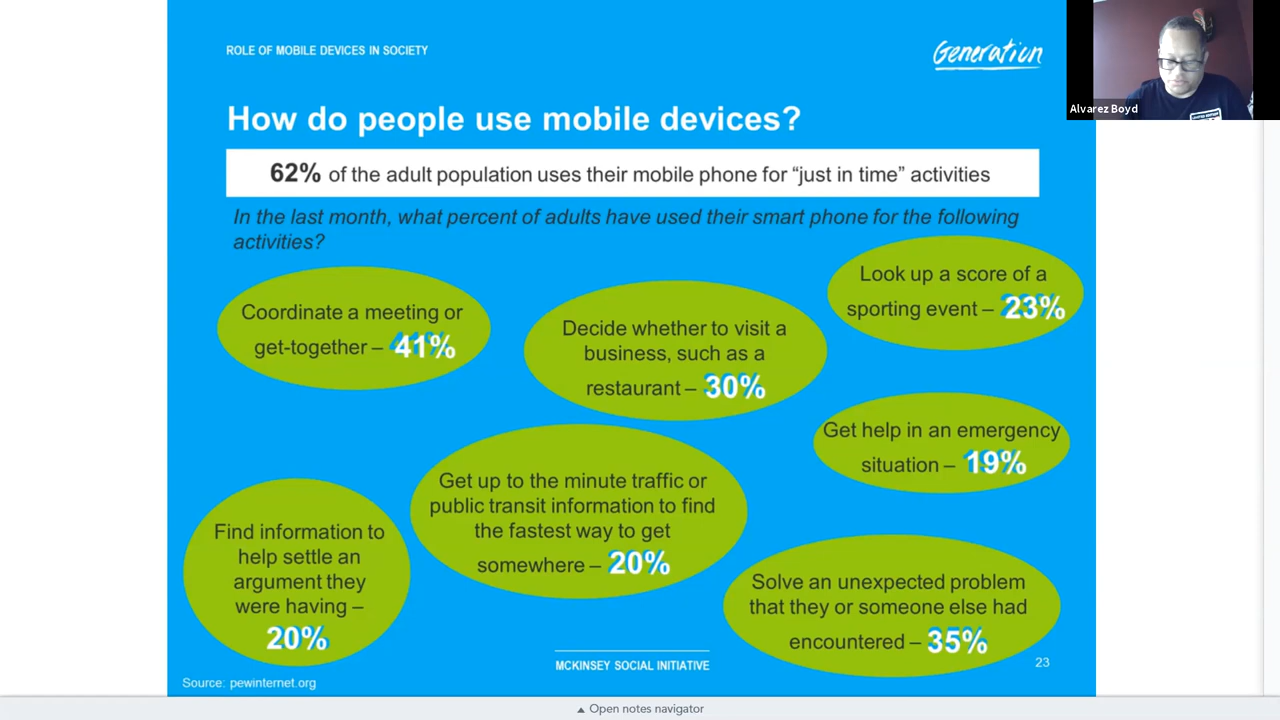 ROLE OF MOBILE DEVICES IN SOCIETY
Generation
Alvarez Boyd
How do people use mobile devices?
62% of the adult population uses their mobile phone for “just in time” activities
In the last month, what percent of adults have used their smart phone for the following
activities?
Coordinate a meeting or
get-together – 41%
Decide whether to visit a
business, such as a
restaurant – 30%
Look up a score of a
sporting event – 23%
Get help in an emergency
situation – 19%
Find information to
help settle an
argument they
were having –
20%
Get up to the minute traffic or
public transit information to find
the fastest way to get
somewhere – 20%
Solve an unexpected problem
that they or someone else had
encountered – 35%
MCKINSEY SOCIAL INITIATIVE
23
Source: pewinternet.org
▲ Open notes navigator